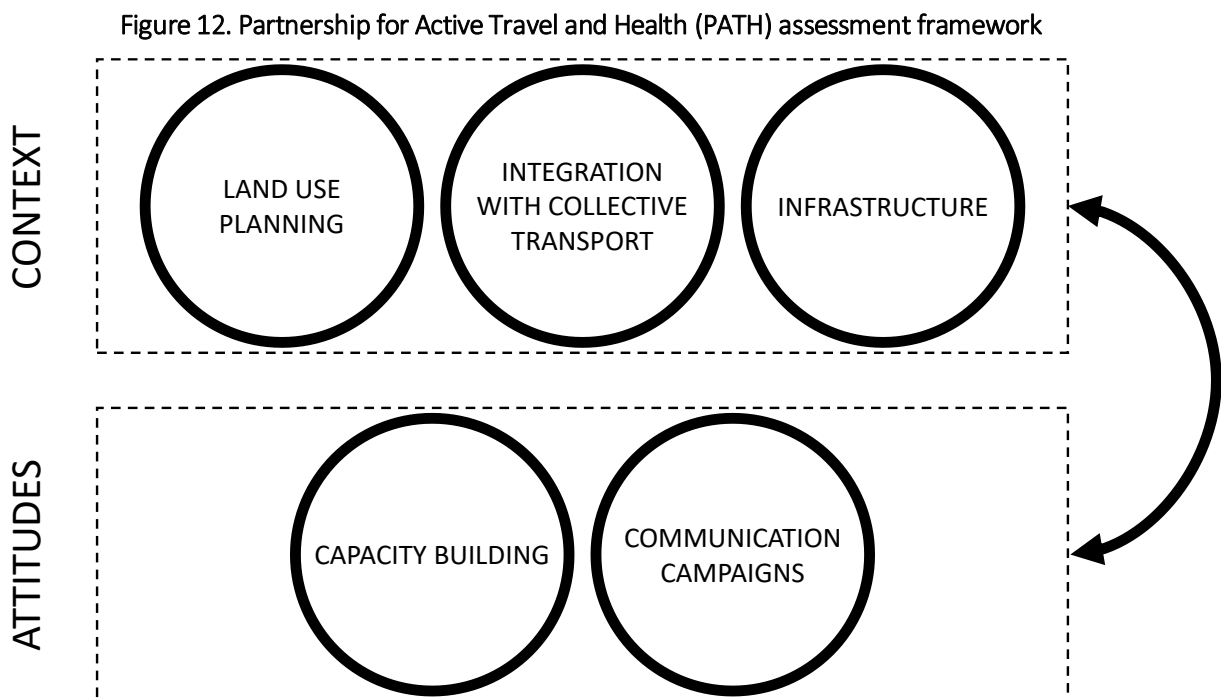 Figure 12. Partnership for Active Travel and Health (PATH) assessment framework
CONTEXT
LAND USE
PLANNING
INTEGRATION
WITH COLLECTIVE
TRANSPORT
INFRASTRUCTURE
ATTITUDES
CAPACITY BUILDING
COMMUNICATION
CAMPAIGNS